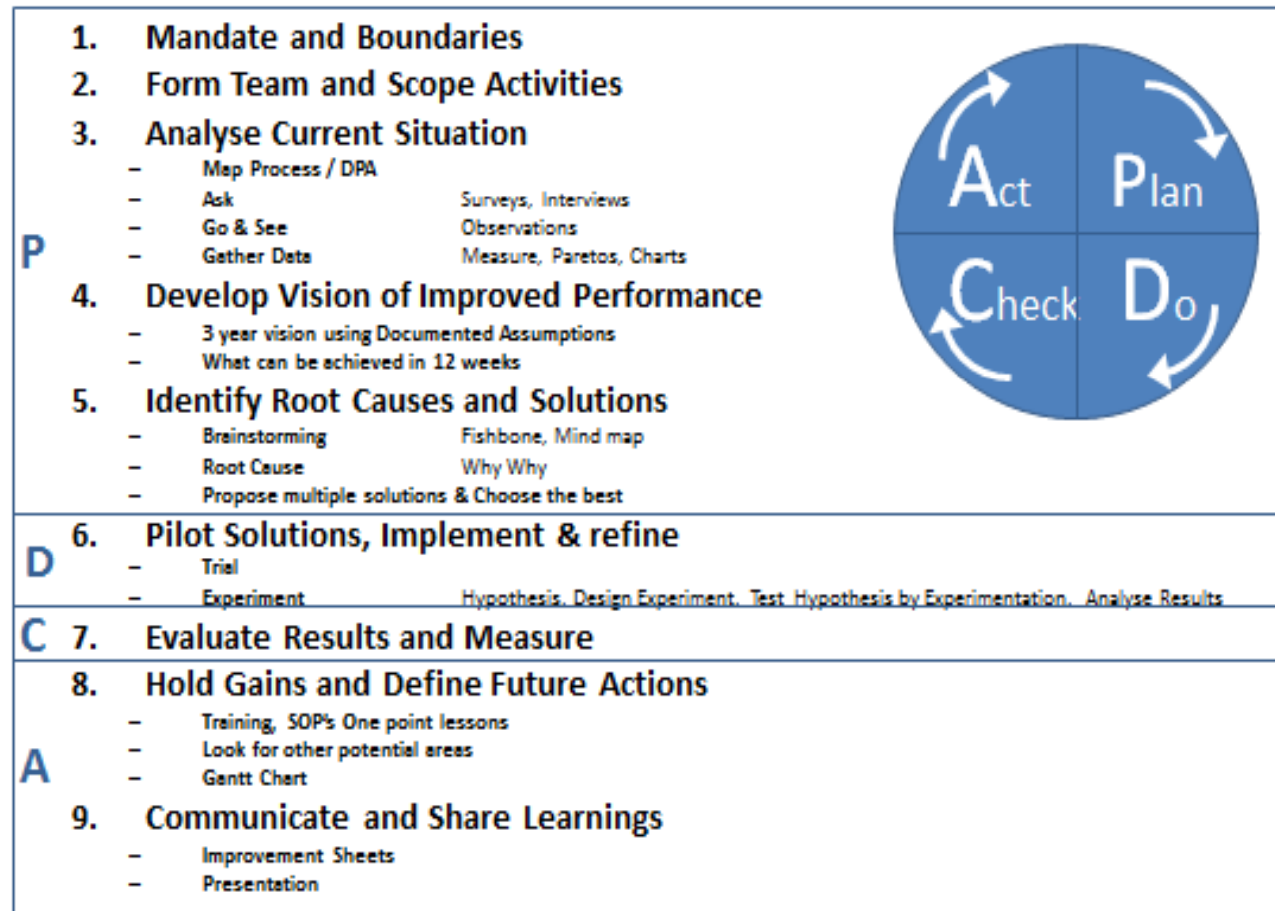 1. Mandate and Boundaries
2. Form Team and Scope Activities
3. Analyse Current Situation
– Map Process / DPA
– Ask Surveys, Interviews
– Go & See Observations
– Gather Data Measure, Paretos, Charts
4. Develop Vision of Improved Performance
– 3 year vision using Documented Assumptions
– What can be achieved in 12 weeks
5. Identify Root Causes and Solutions
– Brainstorming Fishbone, Mind map
– Root Cause Why Why
– Propose multiple solutions & Choose the best
P
6. Pilot Solutions, Implement & refine
– Trial
– Experiment Hypothesis, Design Experiment, Test Hypothesis by Experimentation, Analyse Results
D
C 7. Evaluate Results and Measure
8. Hold Gains and Define Future Actions
– Training, SOP's One point lessons
– Look for other potential areas
– Gantt Chart
A
9. Communicate and Share Learnings
– Improvement Sheets
– Presentation
Act Plan
Check Do